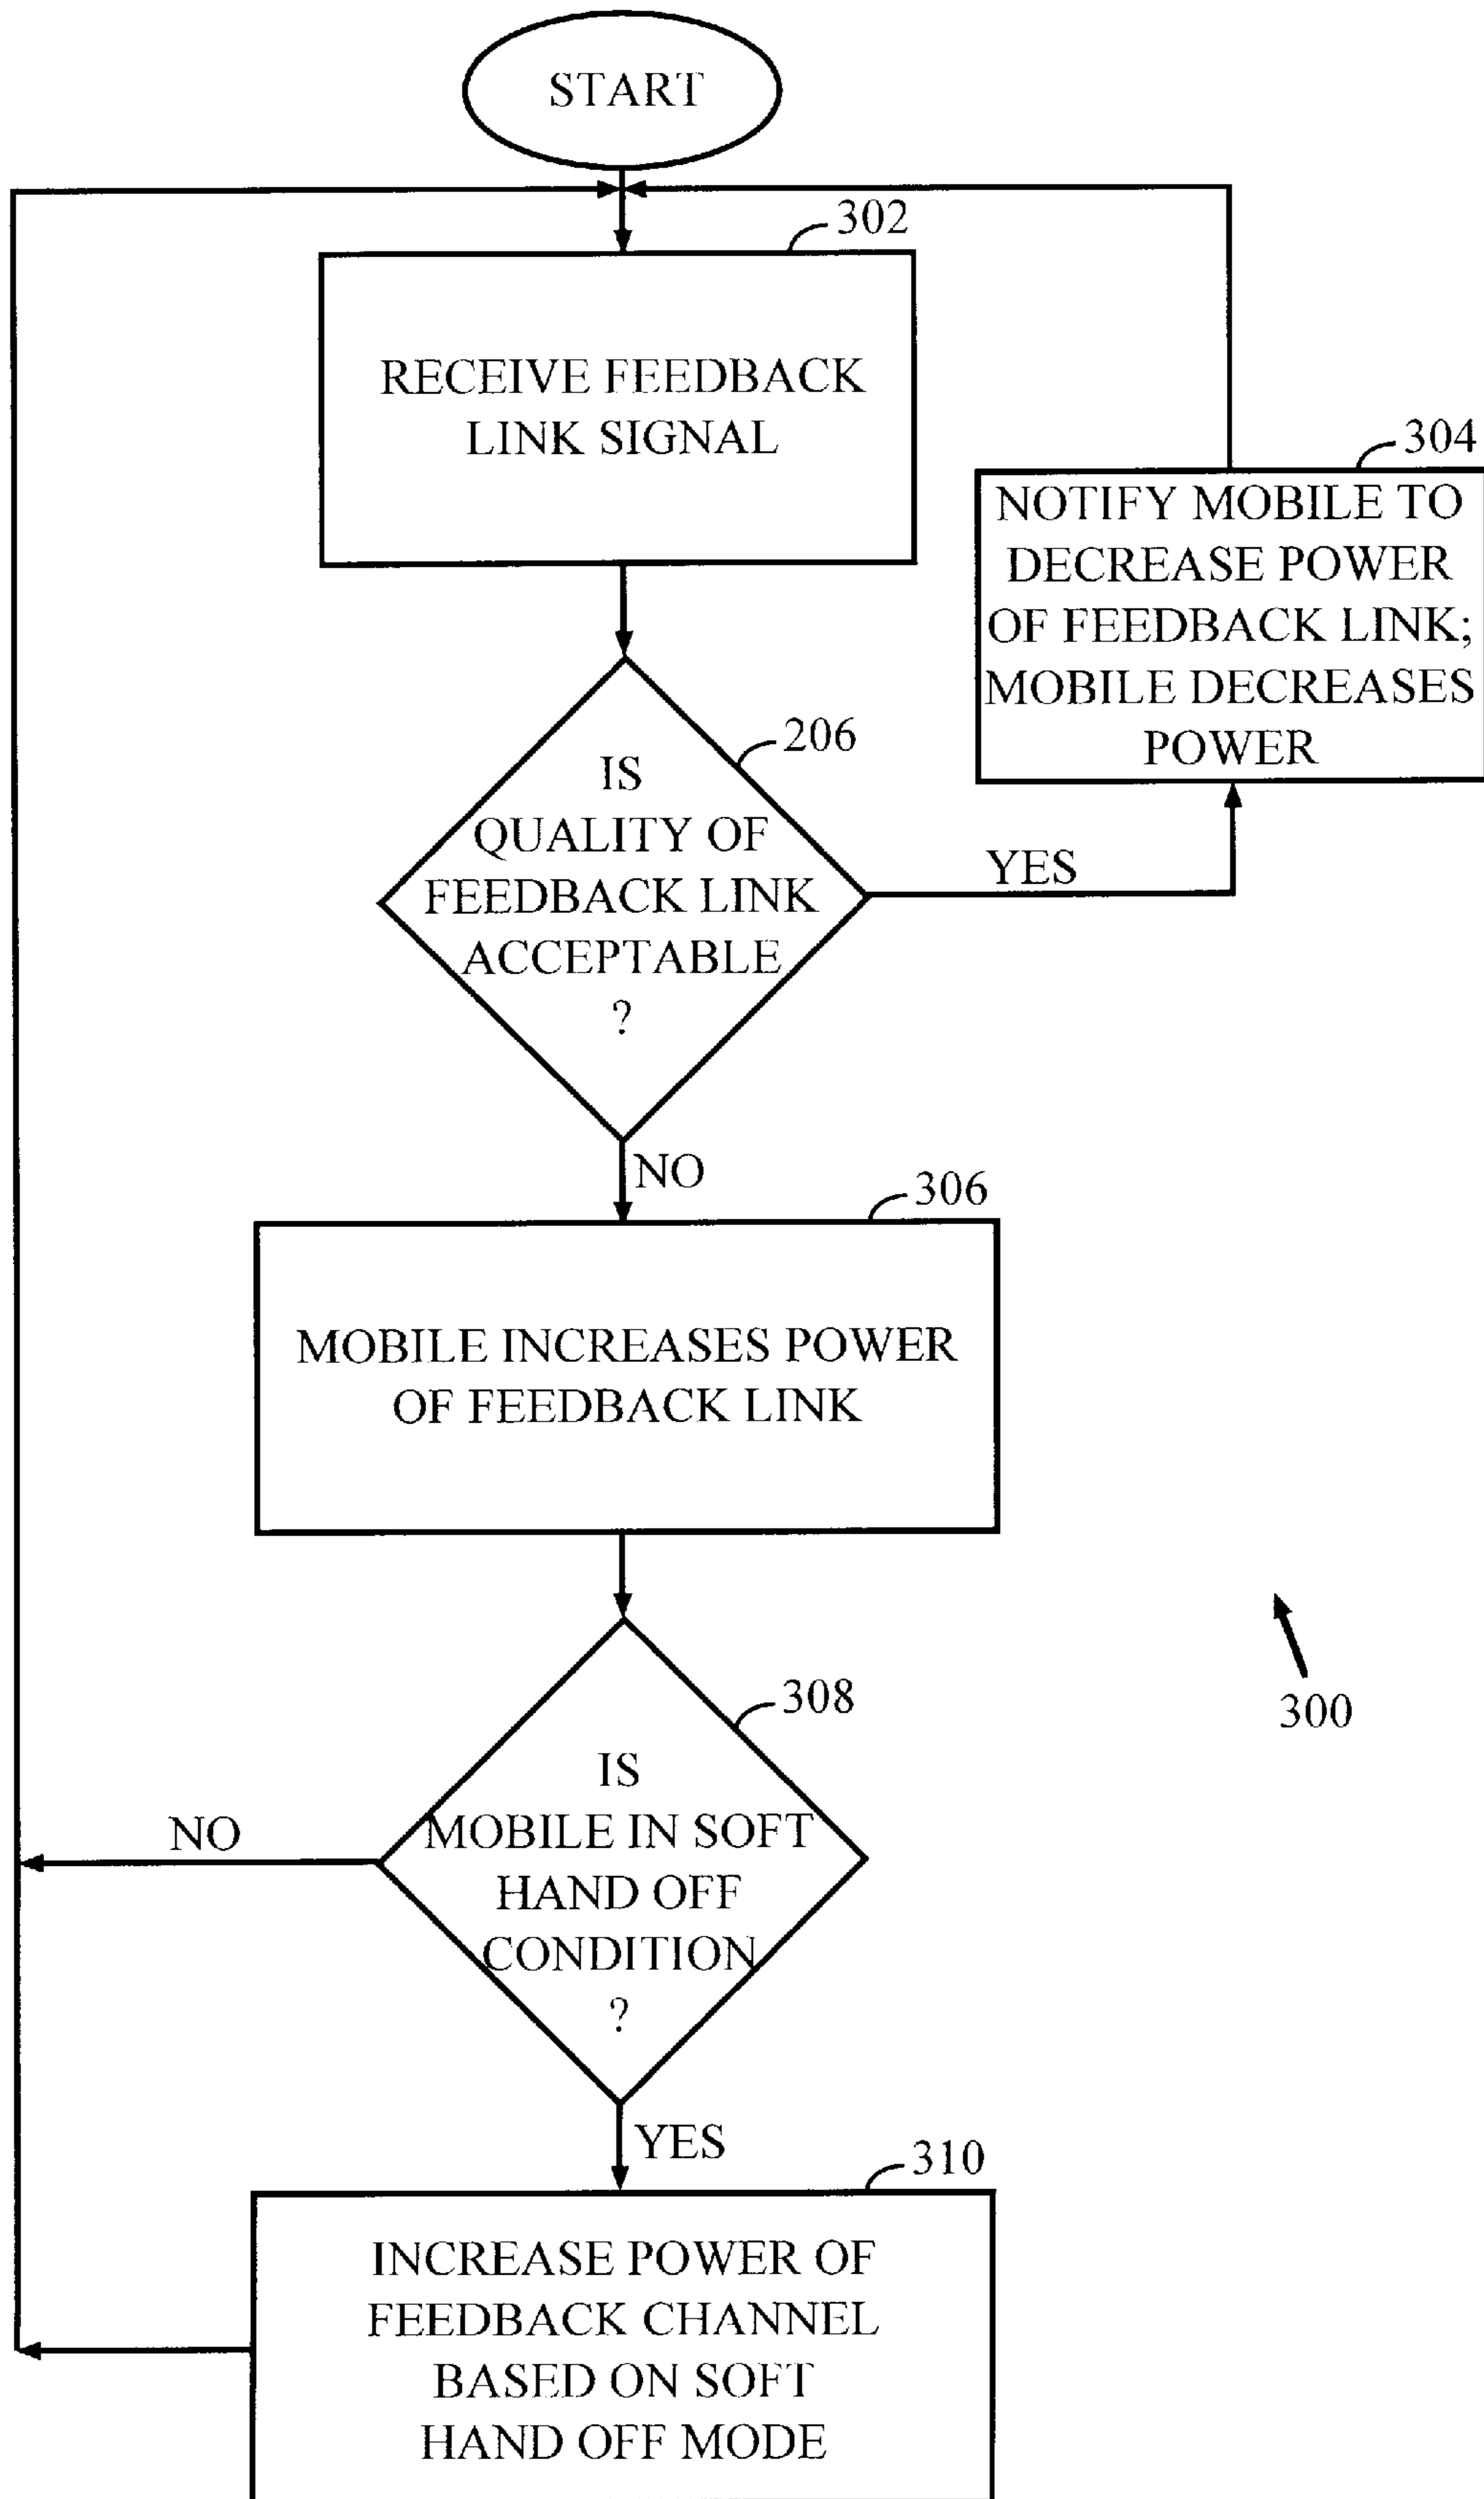 START
302
RECEIVE FEEDBACK
LINK SIGNAL
304
NOTIFY MOBILE TO
DECREASE POWER
OF FEEDBACK LINK;
MOBILE DECREASES
POWER
206
IS
QUALITY OF
FEEDBACK LINK
ACCEPTABLE
?
YES
NO
306
MOBILE INCREASES POWER
OF FEEDBACK LINK
308
IS
MOBILE IN SOFT
HAND OFF
CONDITION
?
NO
300
YES
310
INCREASE POWER OF
FEEDBACK CHANNEL
BASED ON SOFT
HAND OFF MODE